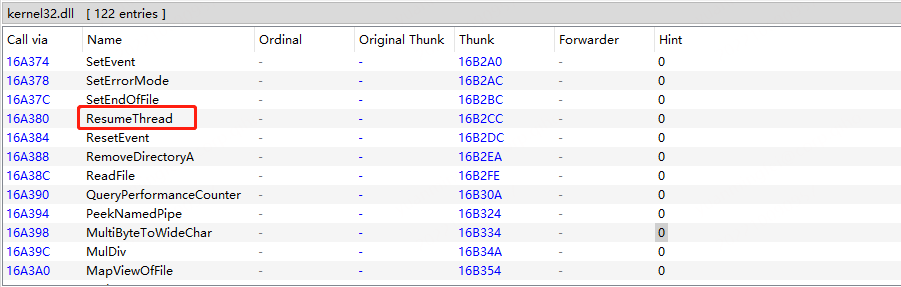 kernel32.dll [ 122 entries ]
Call via Name Ordinal Original Thunk Thunk Forwarder Hint
16A374 SetEvent - - 16B2A0 - 0
16A378 SetErrorMode - - 16B2AC - 0
16A37C SetEndOfFile - - 16B2BC - 0
16A380 ResumeThread - - 16B2CC - 0
16A384 ResetEvent - - 16B2DC - 0
16A388 RemoveDirectoryA - - 16B2EA - 0
16A38C ReadFile - - 16B2FE - 0
16A390 QueryPerformanceCounter - - 16B30A - 0
16A394 PeekNamedPipe - - 16B324 - 0
16A398 MultiByteToWideChar - - 16B334 - 0
16A39C MulDiv - - 16B34A - 0
16A3A0 MapViewOfFile - - 16B354 - 0